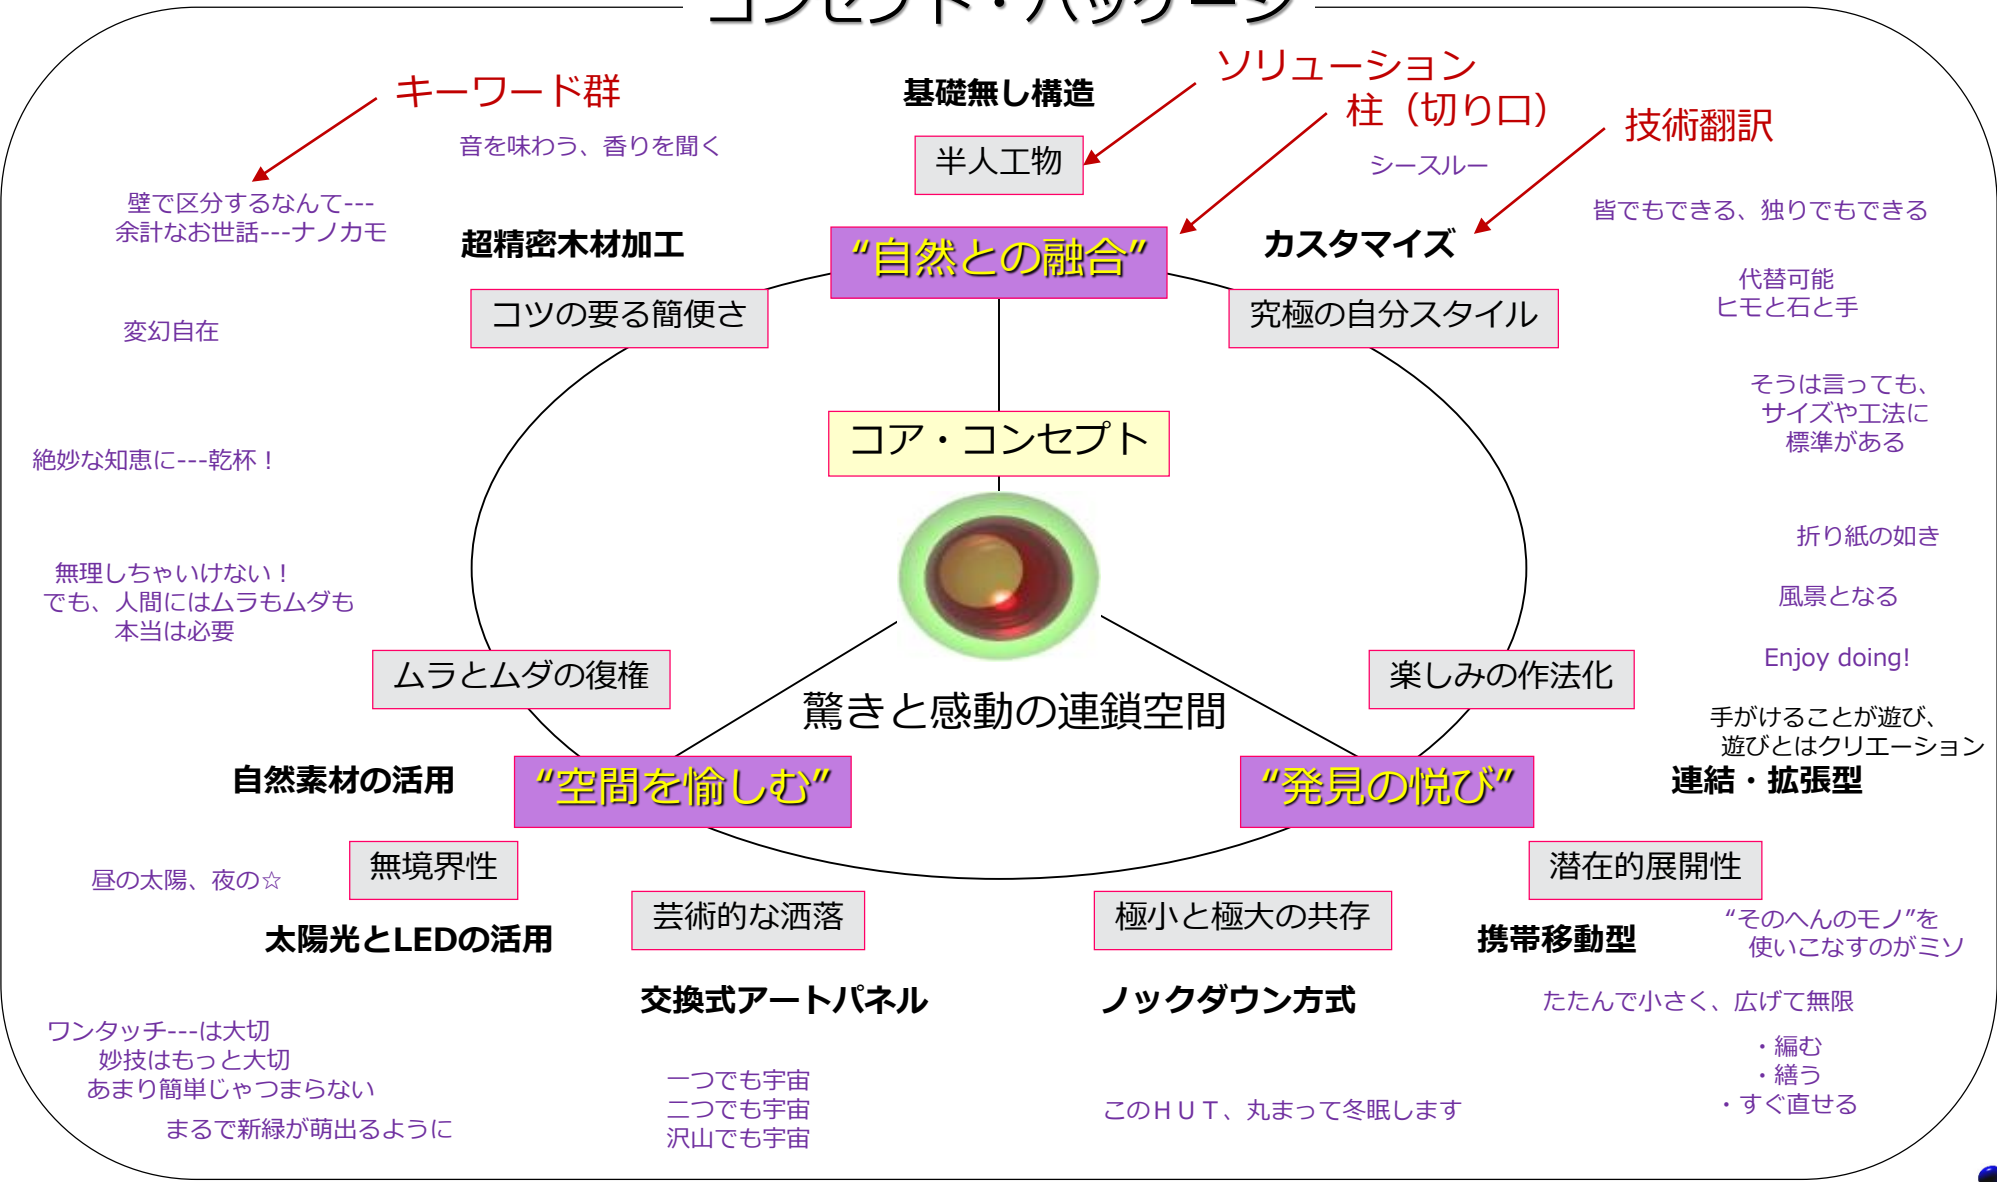 コンセプト・パッケージ
キーワード群
基礎無し構造
ソリューション
柱（切り口）
技術翻訳
音を味わう、香りを聞く
半人工物
シースルー
壁で区分するなんて---
余計なお世話---ナノカモ
皆でもできる、独りでもできる
超精密木材加工
“自然との融合”
カスタマイズ
代替可能
ヒモと石と手
コツの要る簡便さ
究極の自分スタイル
変幻自在
そうは言っても、
サイズや工法に
標準がある
コア・コンセプト
絶妙な知恵に---乾杯！
折り紙の如き
無理しちゃいけない！
でも、人間にはムラもムダも
本当は必要
風景となる
Enjoy doing!
ムラとムダの復権
楽しみの作法化
驚きと感動の連鎖空間
手がけることが遊び、
遊びとはクリエーション
自然素材の活用
“空間を愉しむ”
“発見の悦び”
連結・拡張型
無境界性
潜在的展開性
昼の太陽、夜の☆
芸術的な洒落
極小と極大の共存
“そのへんのモノ”を
使いこなすのがミソ
太陽光とLEDの活用
携帯移動型
交換式アートパネル
ノックダウン方式
たたんで小さく、広げて無限
ワンタッチ---は大切
妙技はもっと大切
あまり簡単じゃつまらない
まるで新緑が萌出るように
・編む
・繕う
・すぐ直せる
一つでも宇宙
二つでも宇宙
沢山でも宇宙
このＨＵＴ、丸まって冬眠します